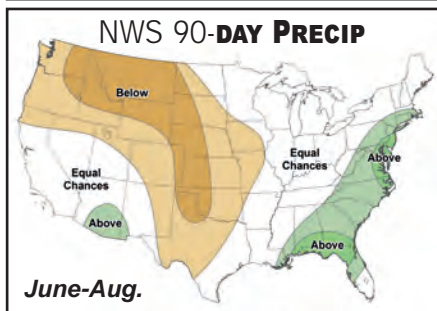 NWS 90-DAY PRECIP
Below
Equal
Chances
Above
Equal
Chances
Above
Above
June-Aug.